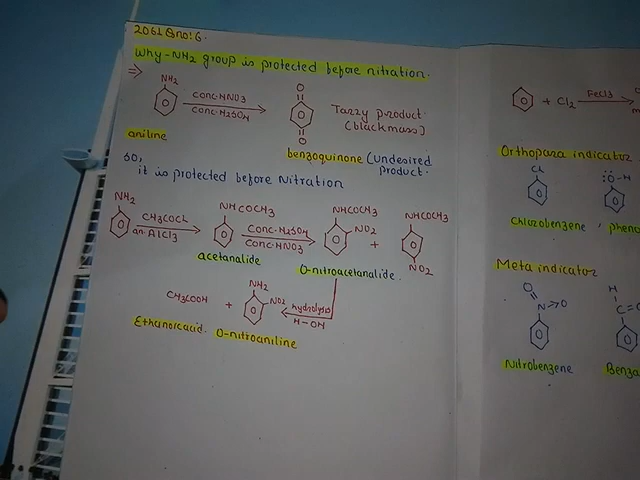 2061 Q.no:6.
Why -NH2 group is protected before nitration.
⇒ NH2
conc. HNO3
conc. H2SO4
O
O
Tarry product.
(blackmass)
aniline
benzoquinone (Undesired
product.
so,
it is protected before Nitration
NH2
CH3COCl
an. AlCl3
NHCOCH3
conc. H2SO4
conc. HNO3
NHCOCH3
NO2
+
NHCOCH3
NO2
acetanalide
O-nitroacetanalide.
CH3COOH + NH2
NO2
hydrolysis
H-OH
Ethanoic acid. O-nitroaniline
+ Cl2 FeCl3
Orthopara indicator
Cl
:Ö-H
Chlorobenzene,
Meta indicator
O
N→O
H
C=O
Nitrobenzene